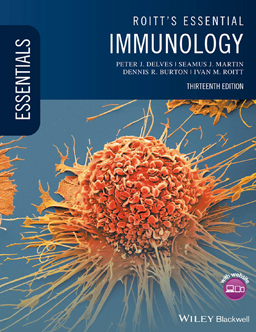 ROITT'S ESSENTIAL
IMMUNOLOGY
PETER J. DELVES | SEAMUS J. MARTIN
DENNIS R. BURTON | IVAN M. ROITT
THIRTEENTH EDITION
ESSENTIALS
with website
WILEY Blackwell